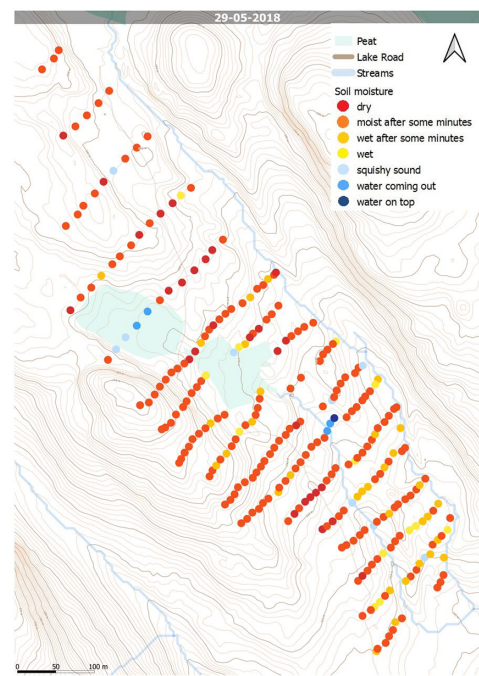 29-05-2018
Peat
Lake Road
Streams
Soil moisture
dry
moist after some minutes
wet after some minutes
wet
squishy sound
water coming out
water on top
0 50 100 m